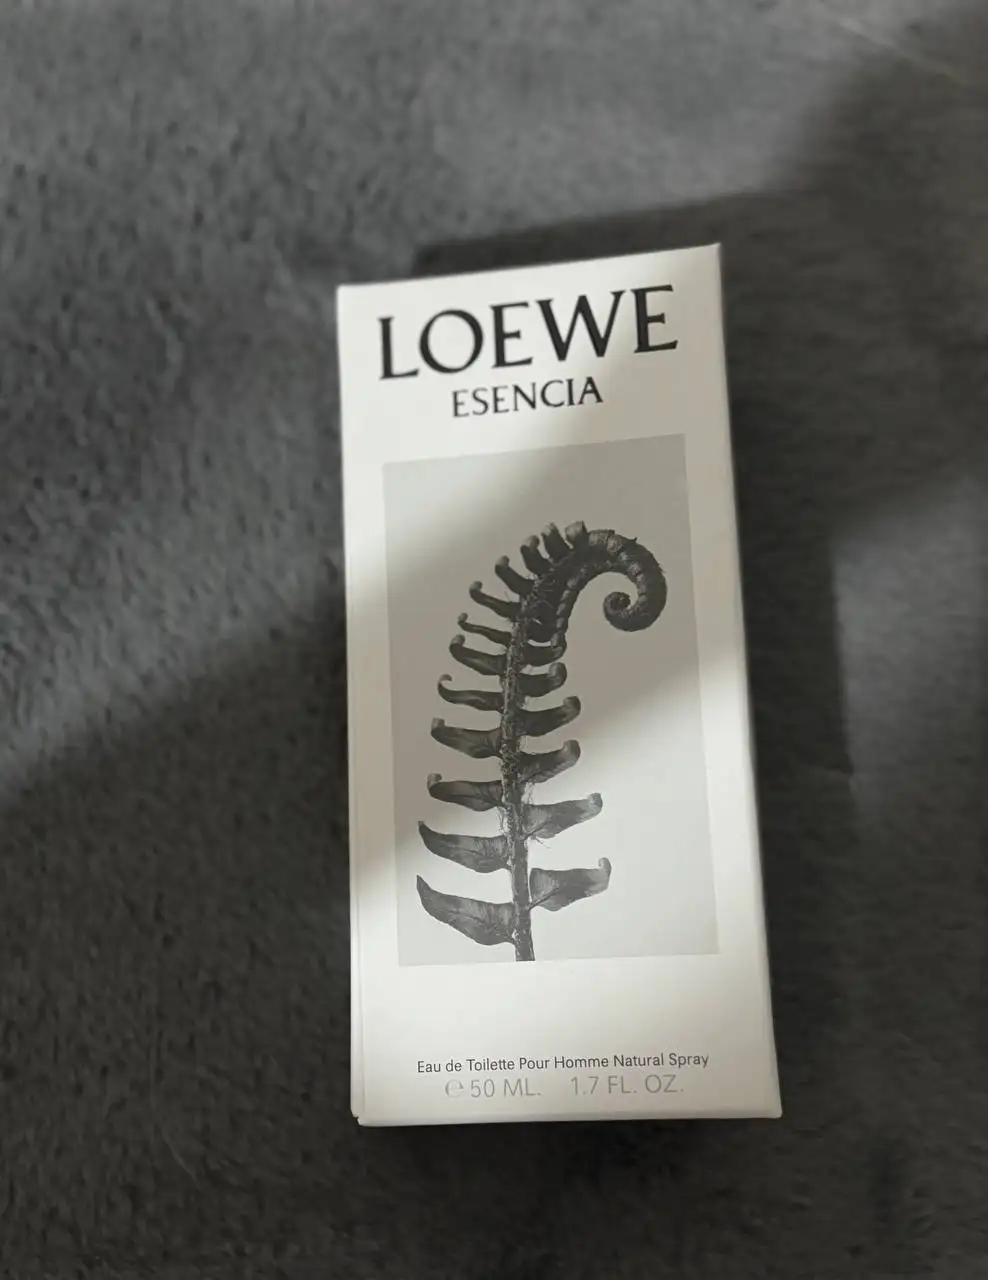 LOEWE
ESENCIA
Eau de Toilette Pour Homme Natural Spray
℮ 50 ML. 1.7 FL. OZ.